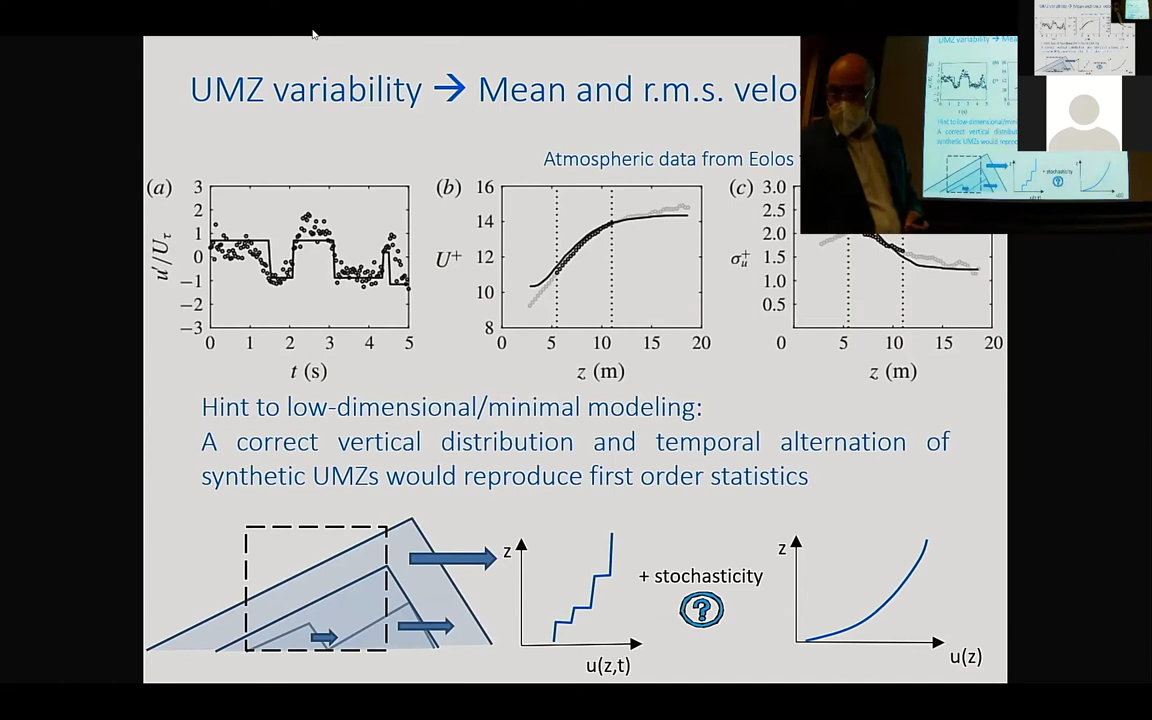 UMZ variability → Mean and r.m.s. velo
Atmospheric data from Eolos
(a)
3
2
1
0
−1
−2
−3
u′/Uτ
0 1 2 3 4 5
t (s)
(b)
16
14
12
10
8
U+
0 5 10 15 20
z (m)
(c)
3.0
2.5
2.0
1.5
1.0
0.5
0
σu+
5 10 15 20
z (m)
Hint to low-dimensional/minimal modeling:
A correct vertical distribution and temporal alternation of
synthetic UMZs would reproduce first order statistics
z
u(z,t)
+ stochasticity
?
z
u(z)
UMZ variability → Mea